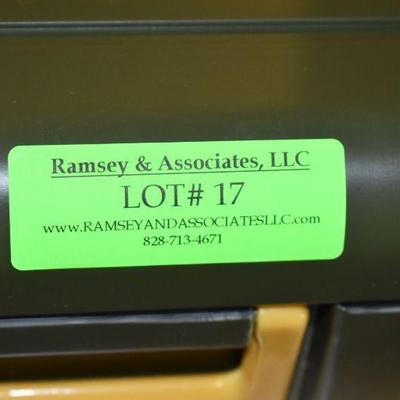 Ramsey & Associates, LLC
LOT# 17
www.RAMSEYANDASSOCIATESLLC.com
828-713-4671